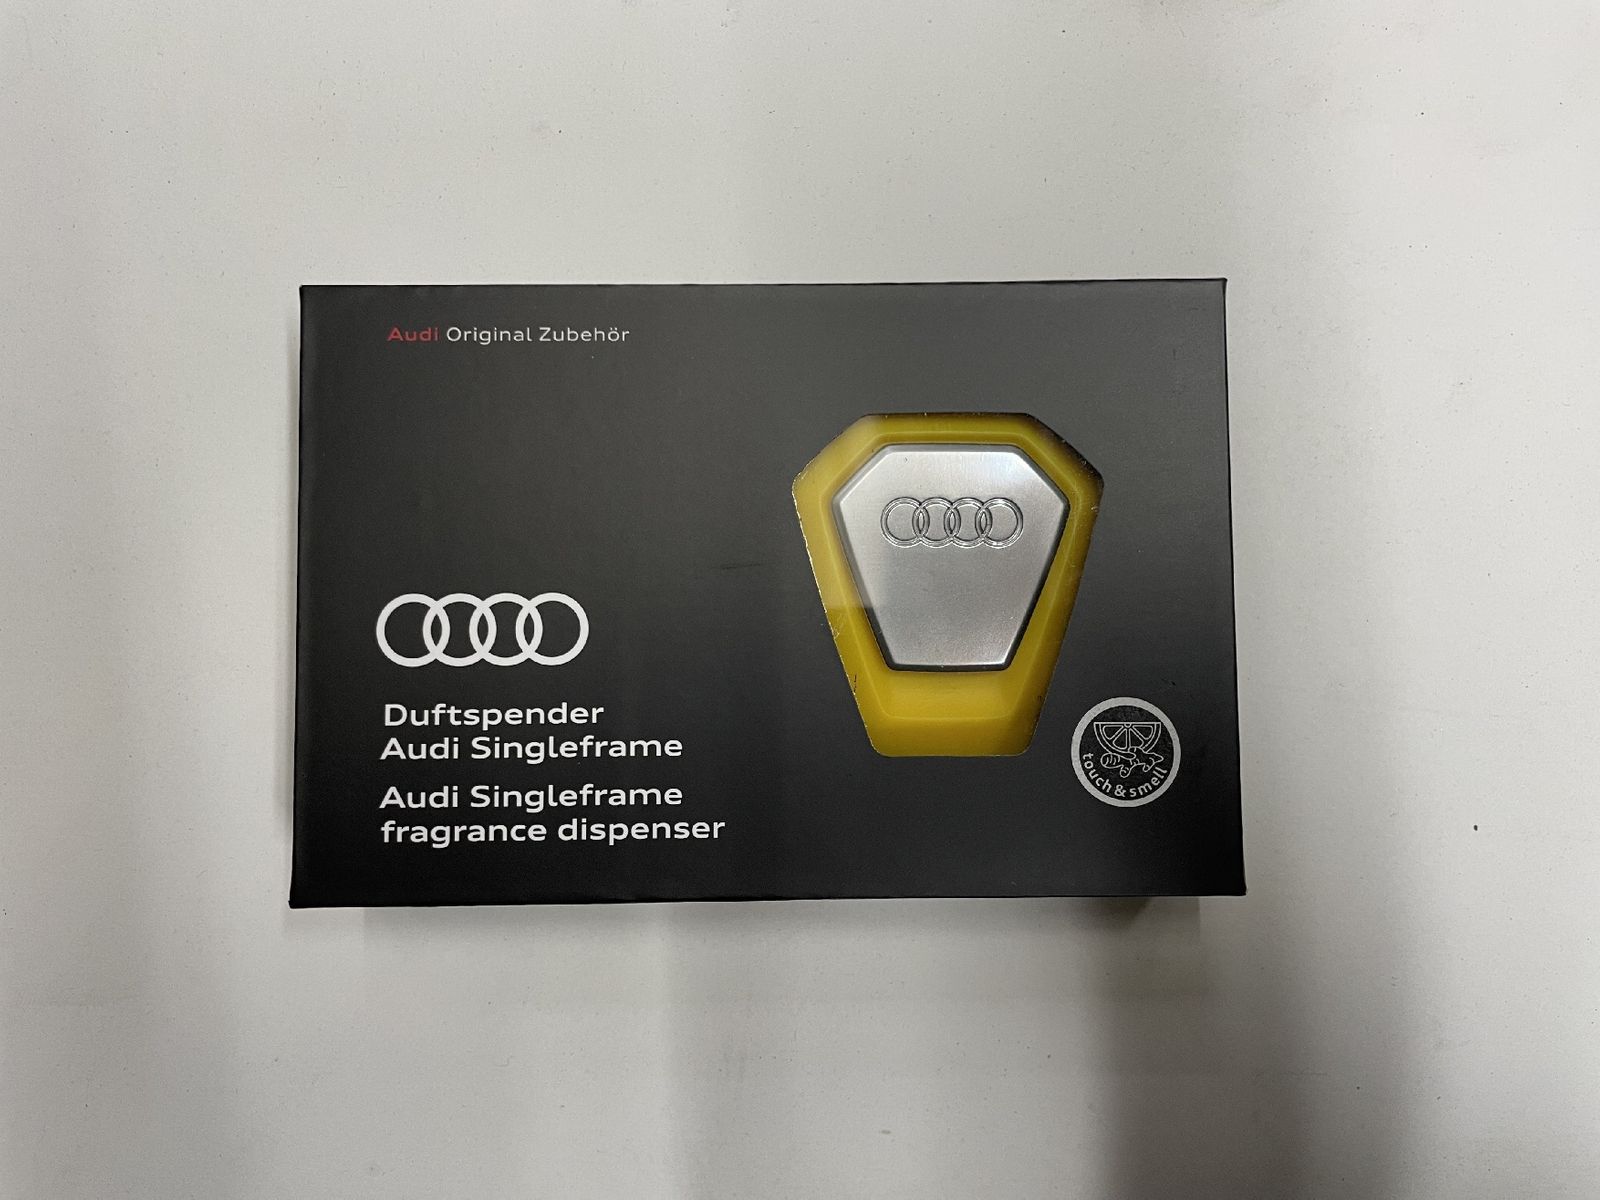 Audi Original Zubehör
Duftspender
Audi Singleframe
Audi Singleframe
fragrance dispenser
touch & smell